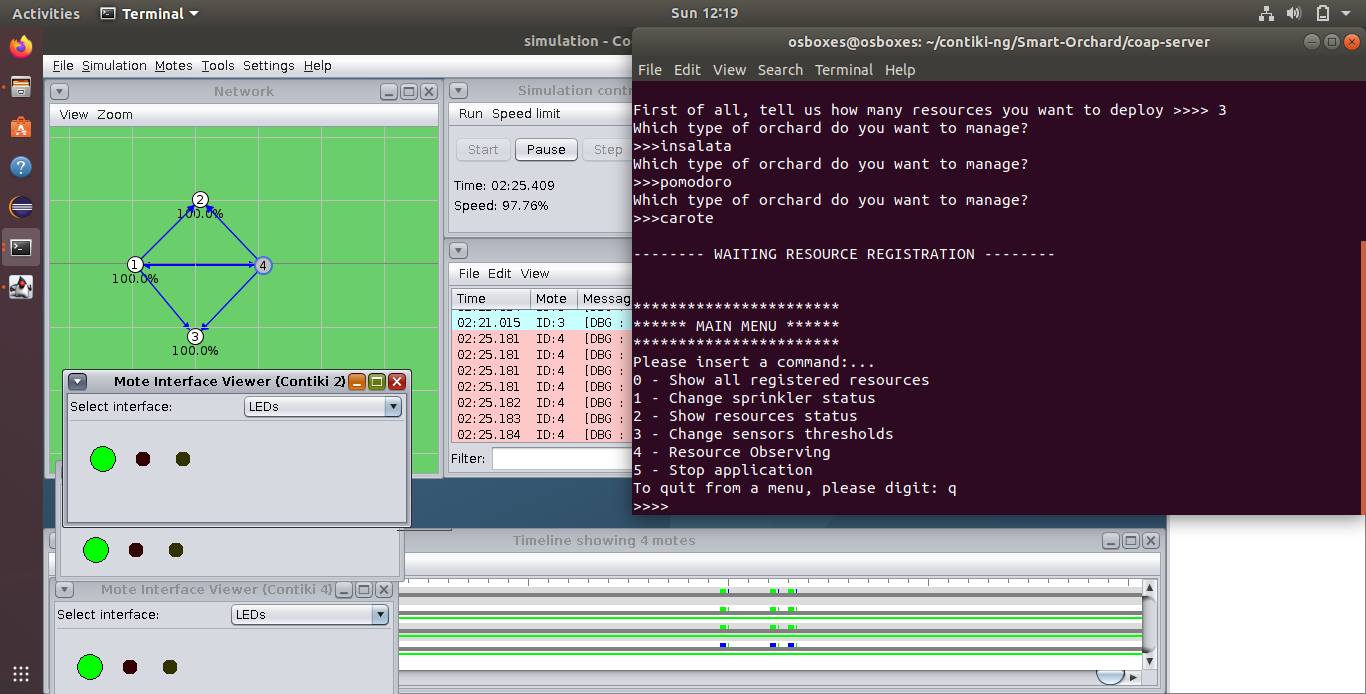 Activities Terminal Sun 12:19
simulation - Co
File Simulation Motes Tools Settings Help
Network
View Zoom
2
100.0%
1
100.0%
4
3
100.0%
Simulation contr
Run Speed limit
Start Pause Step
Time: 02:25.409
Speed: 97.76%
File Edit View
Time Mote Messag
02:21.015 ID:3 [DBG :
02:25.181 ID:4 [DBG :
02:25.181 ID:4 [DBG :
02:25.181 ID:4 [DBG :
02:25.181 ID:4 [DBG :
02:25.182 ID:4 [DBG :
02:25.183 ID:4 [DBG :
02:25.184 ID:4 [DBG :
Filter:
osboxes@osboxes: ~/contiki-ng/Smart-Orchard/coap-server
File Edit View Search Terminal Help
First of all, tell us how many resources you want to deploy >>>> 3
Which type of orchard do you want to manage?
>>>insalata
Which type of orchard do you want to manage?
>>>pomodoro
Which type of orchard do you want to manage?
>>>carote
-------- WAITING RESOURCE REGISTRATION --------
***********************
****** MAIN MENU ******
***********************
Please insert a command:...
0 - Show all registered resources
1 - Change sprinkler status
2 - Show resources status
3 - Change sensors thresholds
4 - Resource Observing
5 - Stop application
To quit from a menu, please digit: q
>>>>
Mote Interface Viewer (Contiki 2)
Select interface: LEDs
Timeline showing 4 motes
Mote Interface Viewer (Contiki 4)
Select interface: LEDs